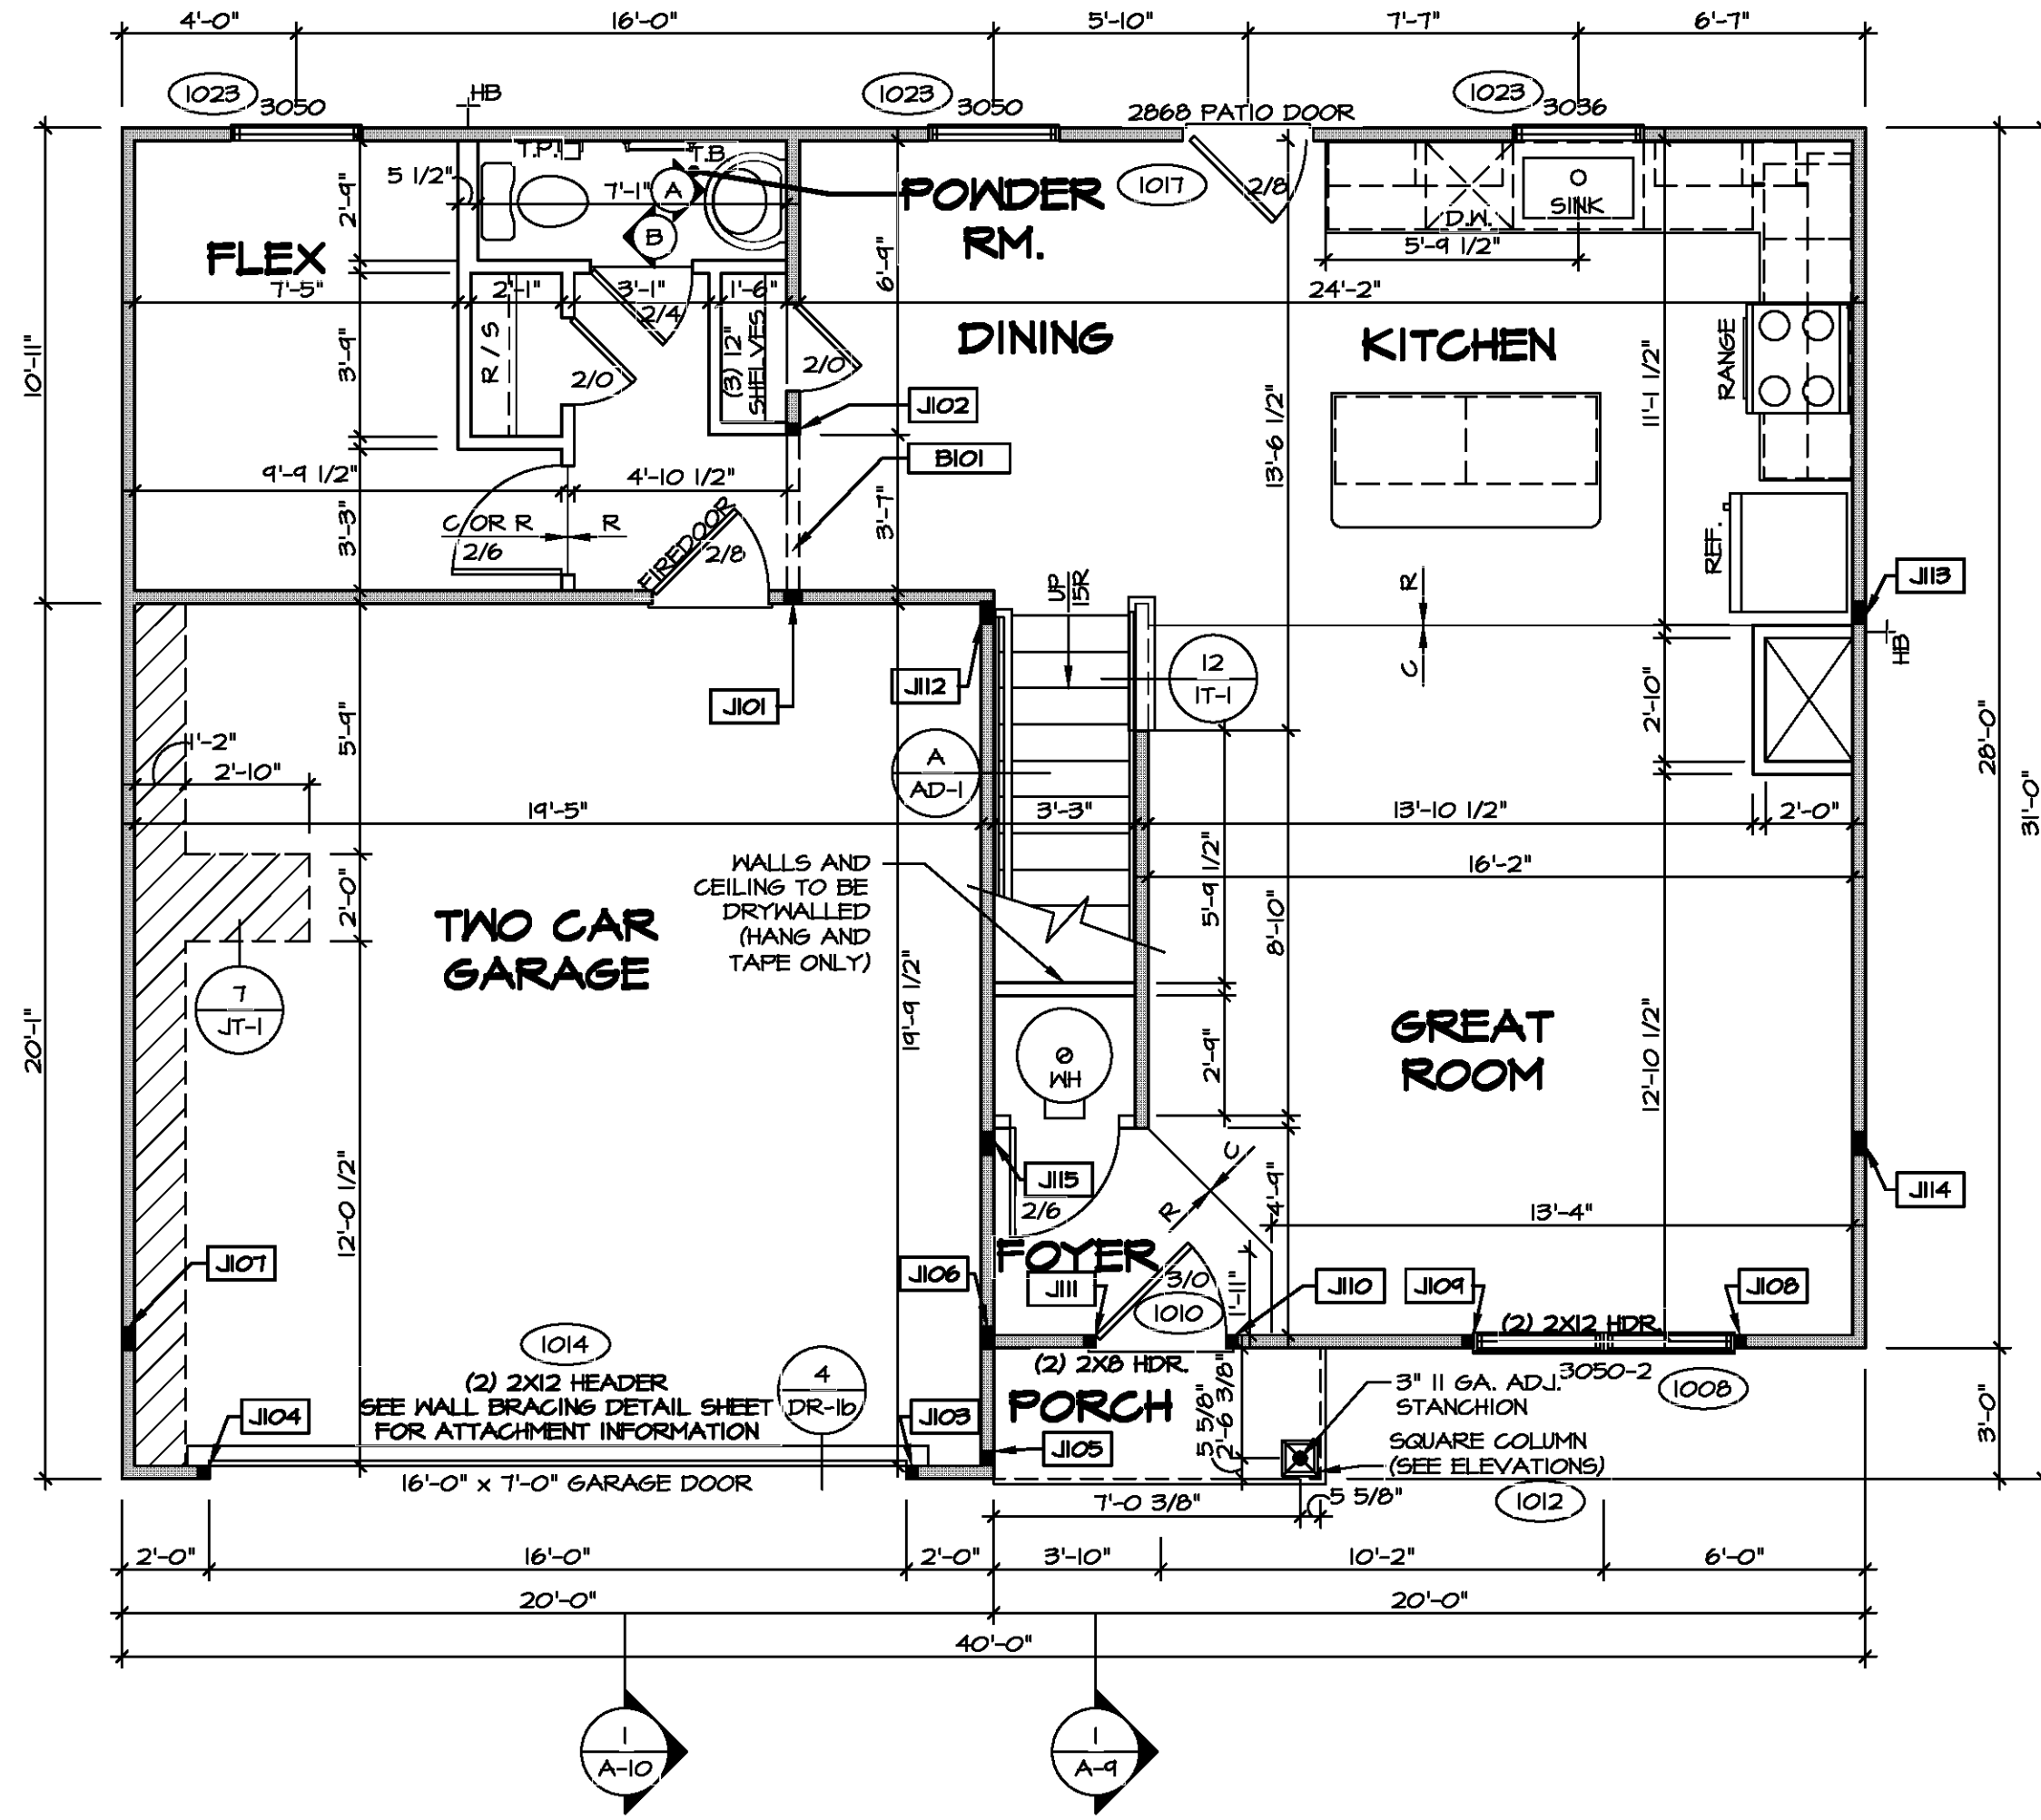 4'-0" 16'-0" 5'-10" 7'-7" 6'-7"
1023 3050 HB 1023 3050 2868 PATIO DOOR 1023 3036
T.P. T.B
5 1/2" 7'-1" A POWDER RM. 1017 2/8 D.W. SINK
B
2'-9" FLEX 6'-9" 5'-9 1/2"
7'-5" 2'-1" 3'-1" 1'-6" 24'-2"
2/4
10'-11" 3'-9" R / S 2/0 (3) 12" SHELVES 2/0 DINING KITCHEN RANGE
J102
11'-1 1/2"
13'-6 1/2"
B101
9'-9 1/2" 4'-10 1/2"
3'-3" C OR R R 3'-7"
2/6 FIREDOOR 2/8
REF.
J113
UP 15R
R
C
HB
12
1T-1
J112
J101
5'-9" 2'-10" 28'-0"
1'-2"
2'-10"
A
AD-1
19'-5" 3'-3" 13'-10 1/2" 2'-0"
31'-0"
WALLS AND
CEILING TO BE
DRYWALLED
(HANG AND
TAPE ONLY)
16'-2"
2'-0" 5'-9 1/2" 8'-10"
TWO CAR
GARAGE
7
JT-1
20'-1" 19'-9 1/2"
GREAT
ROOM
WH 2'-9" 12'-10 1/2"
12'-0 1/2"
C
R
J115
2/6
4'-9"
J114
13'-4"
J107
FOYER
J106
J111 3/0 1010 1'-11" J110 J109 J108
1014
(2) 2X12 HEADER
SEE WALL BRACING DETAIL SHEET
FOR ATTACHMENT INFORMATION
4
DR-1b
(2) 2X8 HDR.
(2) 2X12 HDR.
3050-2 1008
PORCH
3" 11 GA. ADJ.
STANCHION
5 5/8" 2'-6 3/8"
3'-0"
J104 J103 J105
SQUARE COLUMN
(SEE ELEVATIONS)
1012
16'-0" x 7'-0" GARAGE DOOR
7'-0 3/8" 5 5/8"
2'-0" 16'-0" 2'-0" 3'-10" 10'-2" 6'-0"
20'-0" 20'-0"
40'-0"
1 1
A-10 A-9